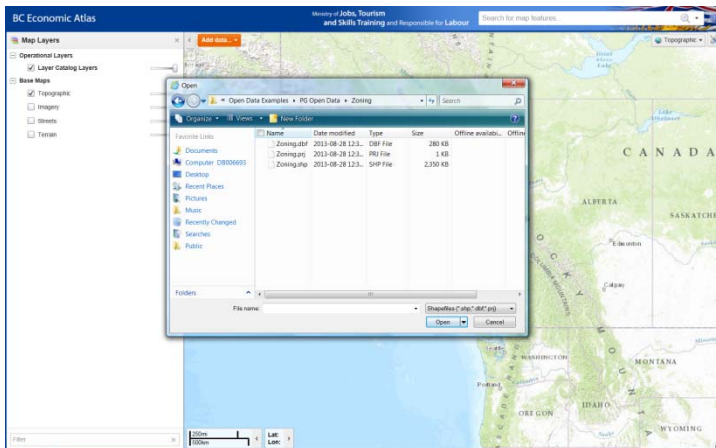 BC Economic Atlas
Ministry of Jobs, Tourism
and Skills Training and Responsible for Labour
Search for map features
Map Layers
Add data...
Topographic
Operational Layers
Layer Catalog Layers
Base Maps
Topographic
Imagery
Streets
Terrain
Open
Open Data Examples
PG Open Data
Zoning
Search
Organize
Views
New Folder
Favorite Links
Documents
Computer DB006693
Desktop
Recent Places
Pictures
Music
Recently Changed
Searches
Public
Folders
Name Date modified Type Size Offline availabi... Offlin
Zoning.dbf 2013-08-28 12:3... DBF File 280 KB
Zoning.prj 2013-08-28 12:3... PRJ File 1 KB
Zoning.shp 2013-08-28 12:3... SHP File 2,350 KB
File name:
Shapefiles (*.shp,*.dbf,*.prj)
Open
Cancel
CANADA
ALBERTA
SASKATCHE
Edmonton
Calgary
COLUMBIA MOUNTAINS
ROCKY
Seattle
WASHINGTON
MONTANA
Portland
OREGON
IDAHO
WYOMING
Filter
250mi
500km
Lat:
Lon: